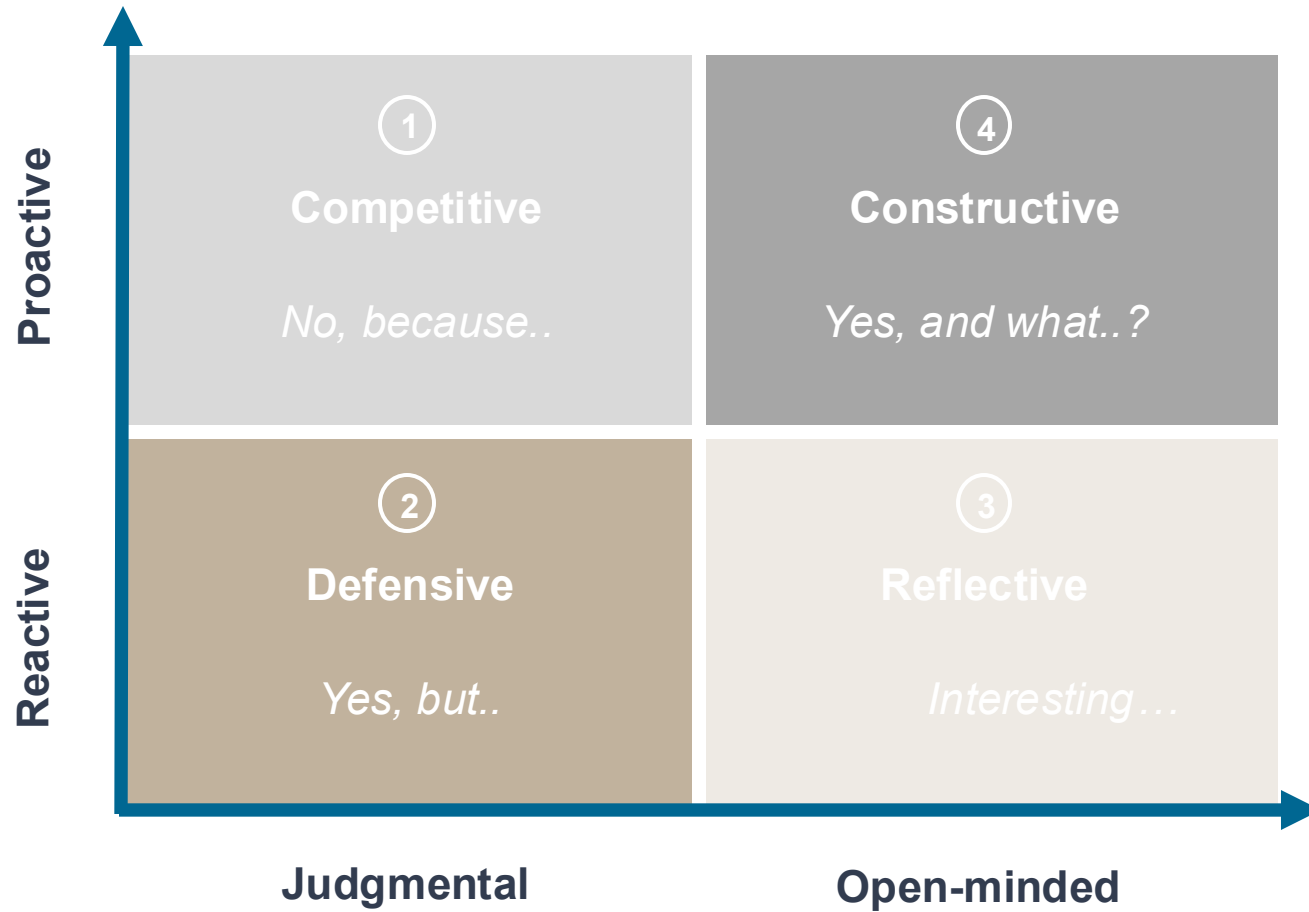 Proactive
1
Competitive
No, because..
4
Constructive
Yes, and what..?
Reactive
2
Defensive
Yes, but..
3
Reflective
Interesting…
Judgmental
Open-minded